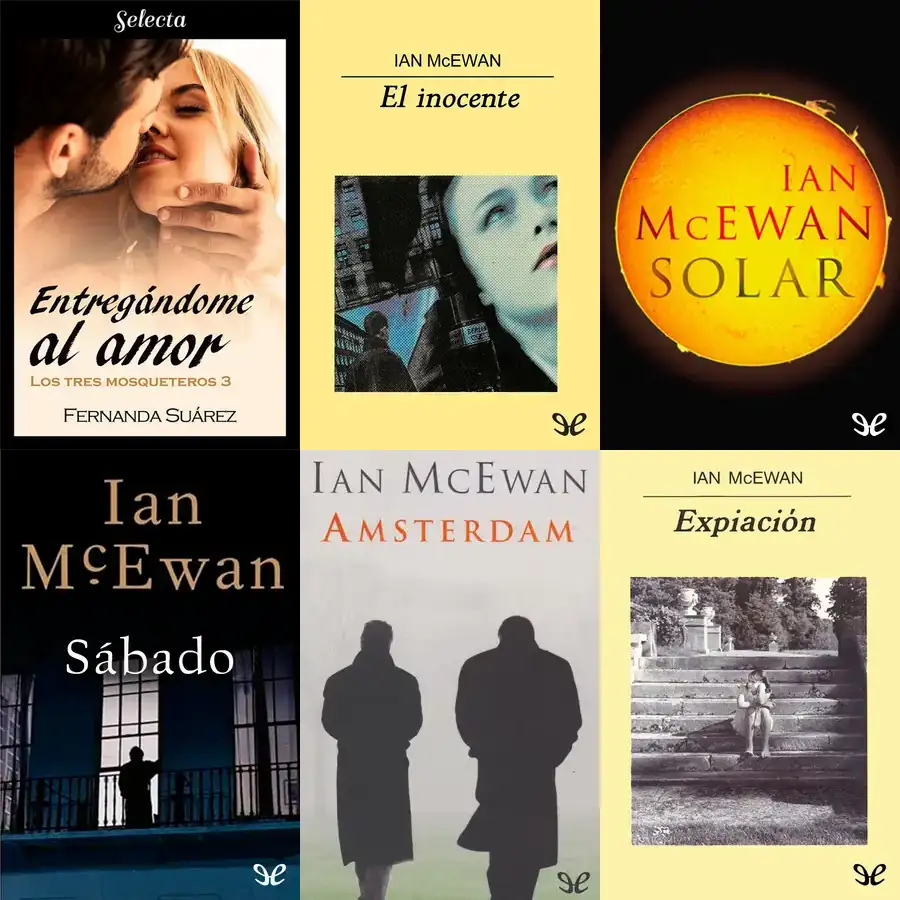 Selecta
Entregándome
al amor
LOS TRES MOSQUETEROS 3
FERNANDA SUÁREZ
IAN McEWAN
El inocente
IAN
McEWAN
SOLAR
Ian
McEwan
Sábado
IAN McEWAN
AMSTERDAM
IAN McEWAN
Expiación